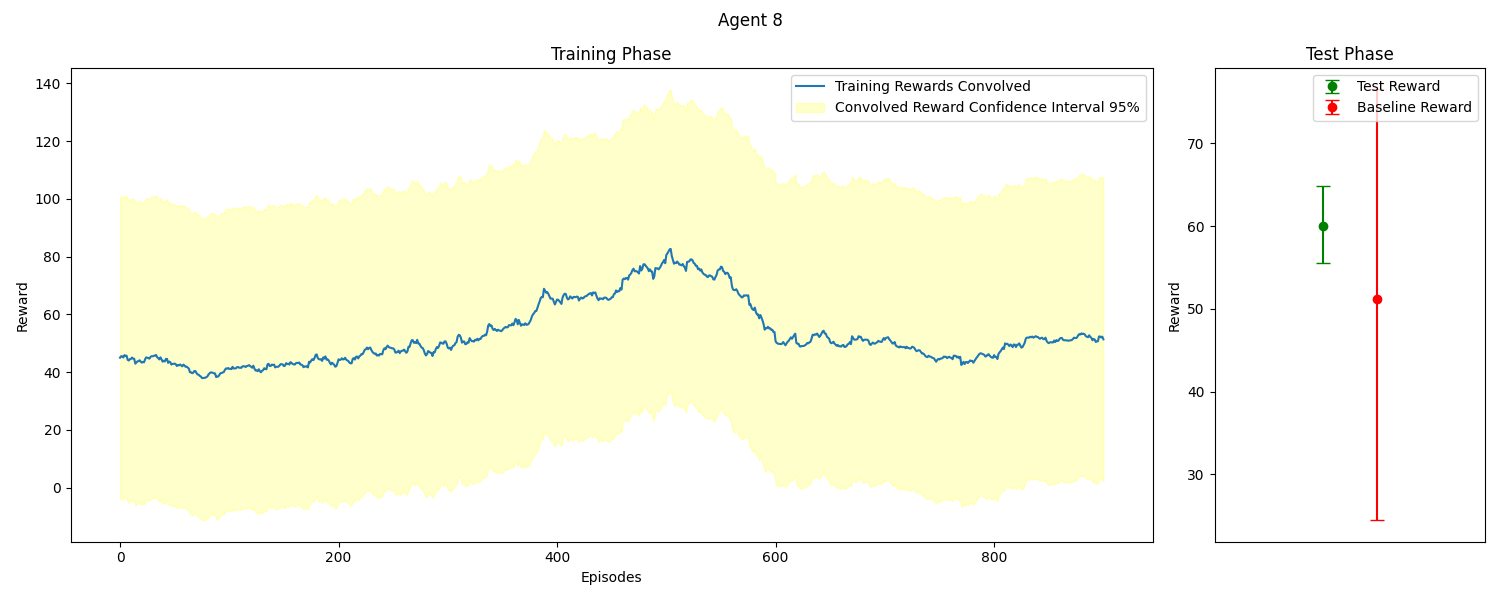 Agent 8
Training Phase
Test Phase
Training Rewards Convolved
Convolved Reward Confidence Interval 95%
Test Reward
Baseline Reward
140
120
100
80
60
40
20
0
Reward
0
200
400
600
800
Episodes
70
60
50
40
30
Reward